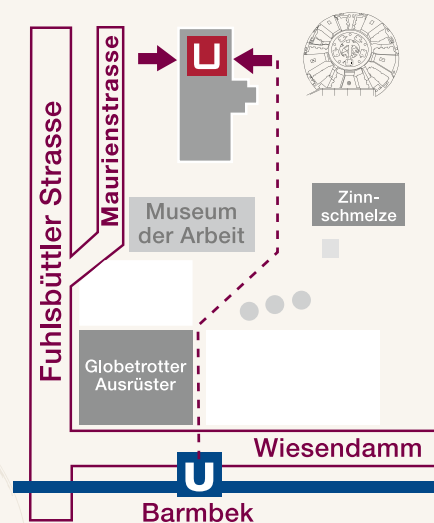 Fuhlsbüttler Strasse
Maurienstrasse
U
Museum
der Arbeit
Zinn-
schmelze
Globetrotter
Ausrüster
Wiesendamm
U
Barmbek